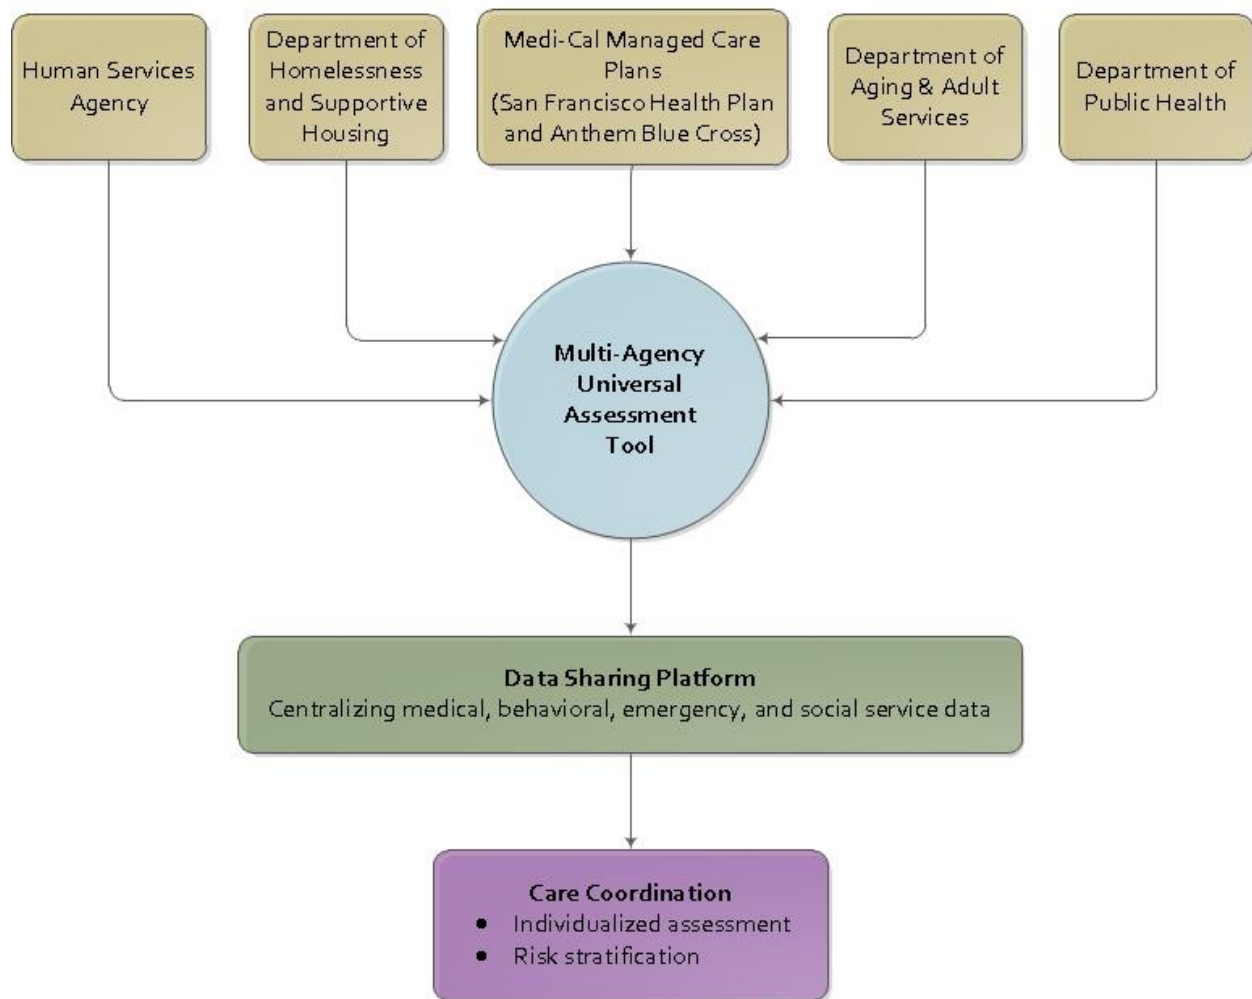 Human Services
Agency
Department of
Homelessness
and Supportive
Housing
Medi-Cal Managed Care
Plans
(San Francisco Health Plan
and Anthem Blue Cross)
Department of
Aging & Adult
Services
Department of
Public Health
Multi-Agency
Universal
Assessment
Tool
Data Sharing Platform
Centralizing medical, behavioral, emergency, and social service data
Care Coordination
• Individualized assessment
• Risk stratification